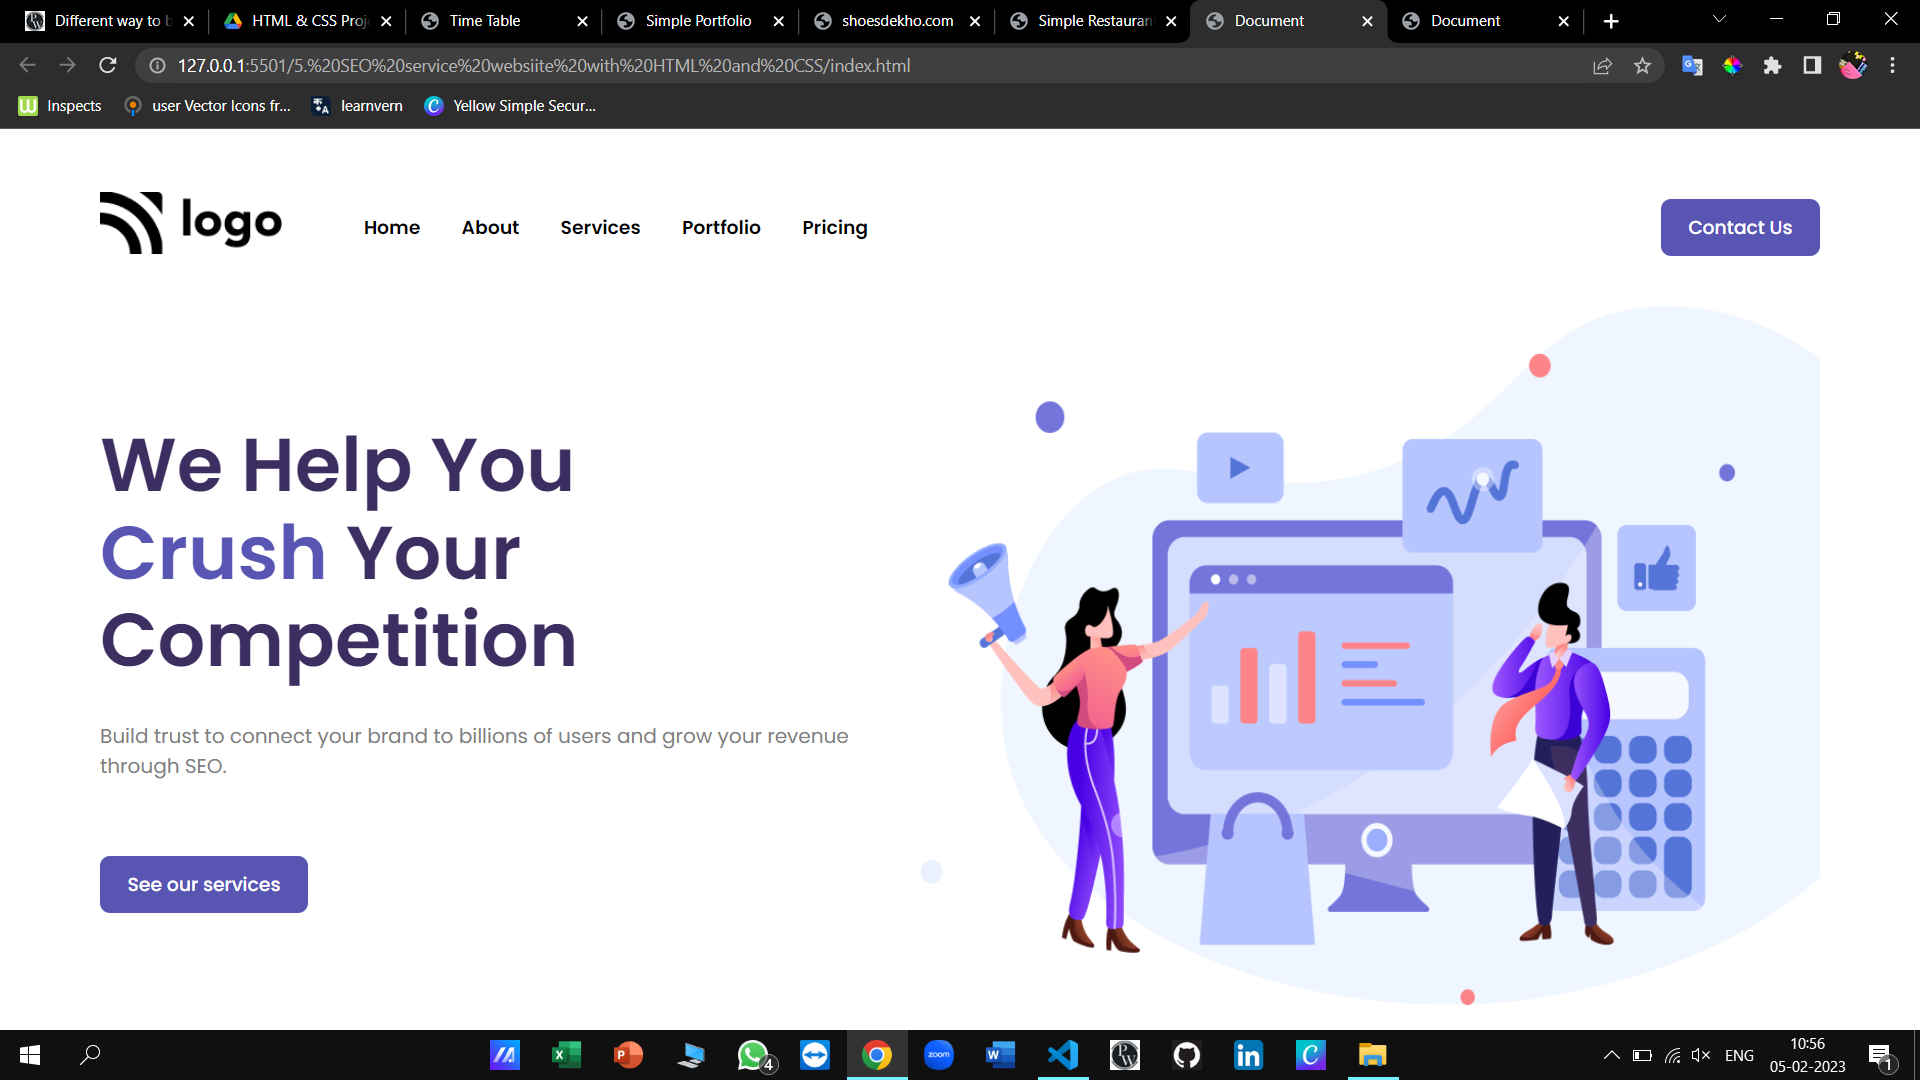 Different way to b
HTML & CSS Proj
Time Table
Simple Portfolio
shoesdekho.com
Simple Restauran
Document
Document
127.0.0.1:5501/5.%20SEO%20service%20websiite%20with%20HTML%20and%20CSS/index.html
Inspects
user Vector Icons fr...
learnvern
Yellow Simple Secur...
logo
Home
About
Services
Portfolio
Pricing
Contact Us
We Help You
Crush Your
Competition
Build trust to connect your brand to billions of users and grow your revenue
through SEO.
See our services
zoom
4
ENG
10:56
05-02-2023
1